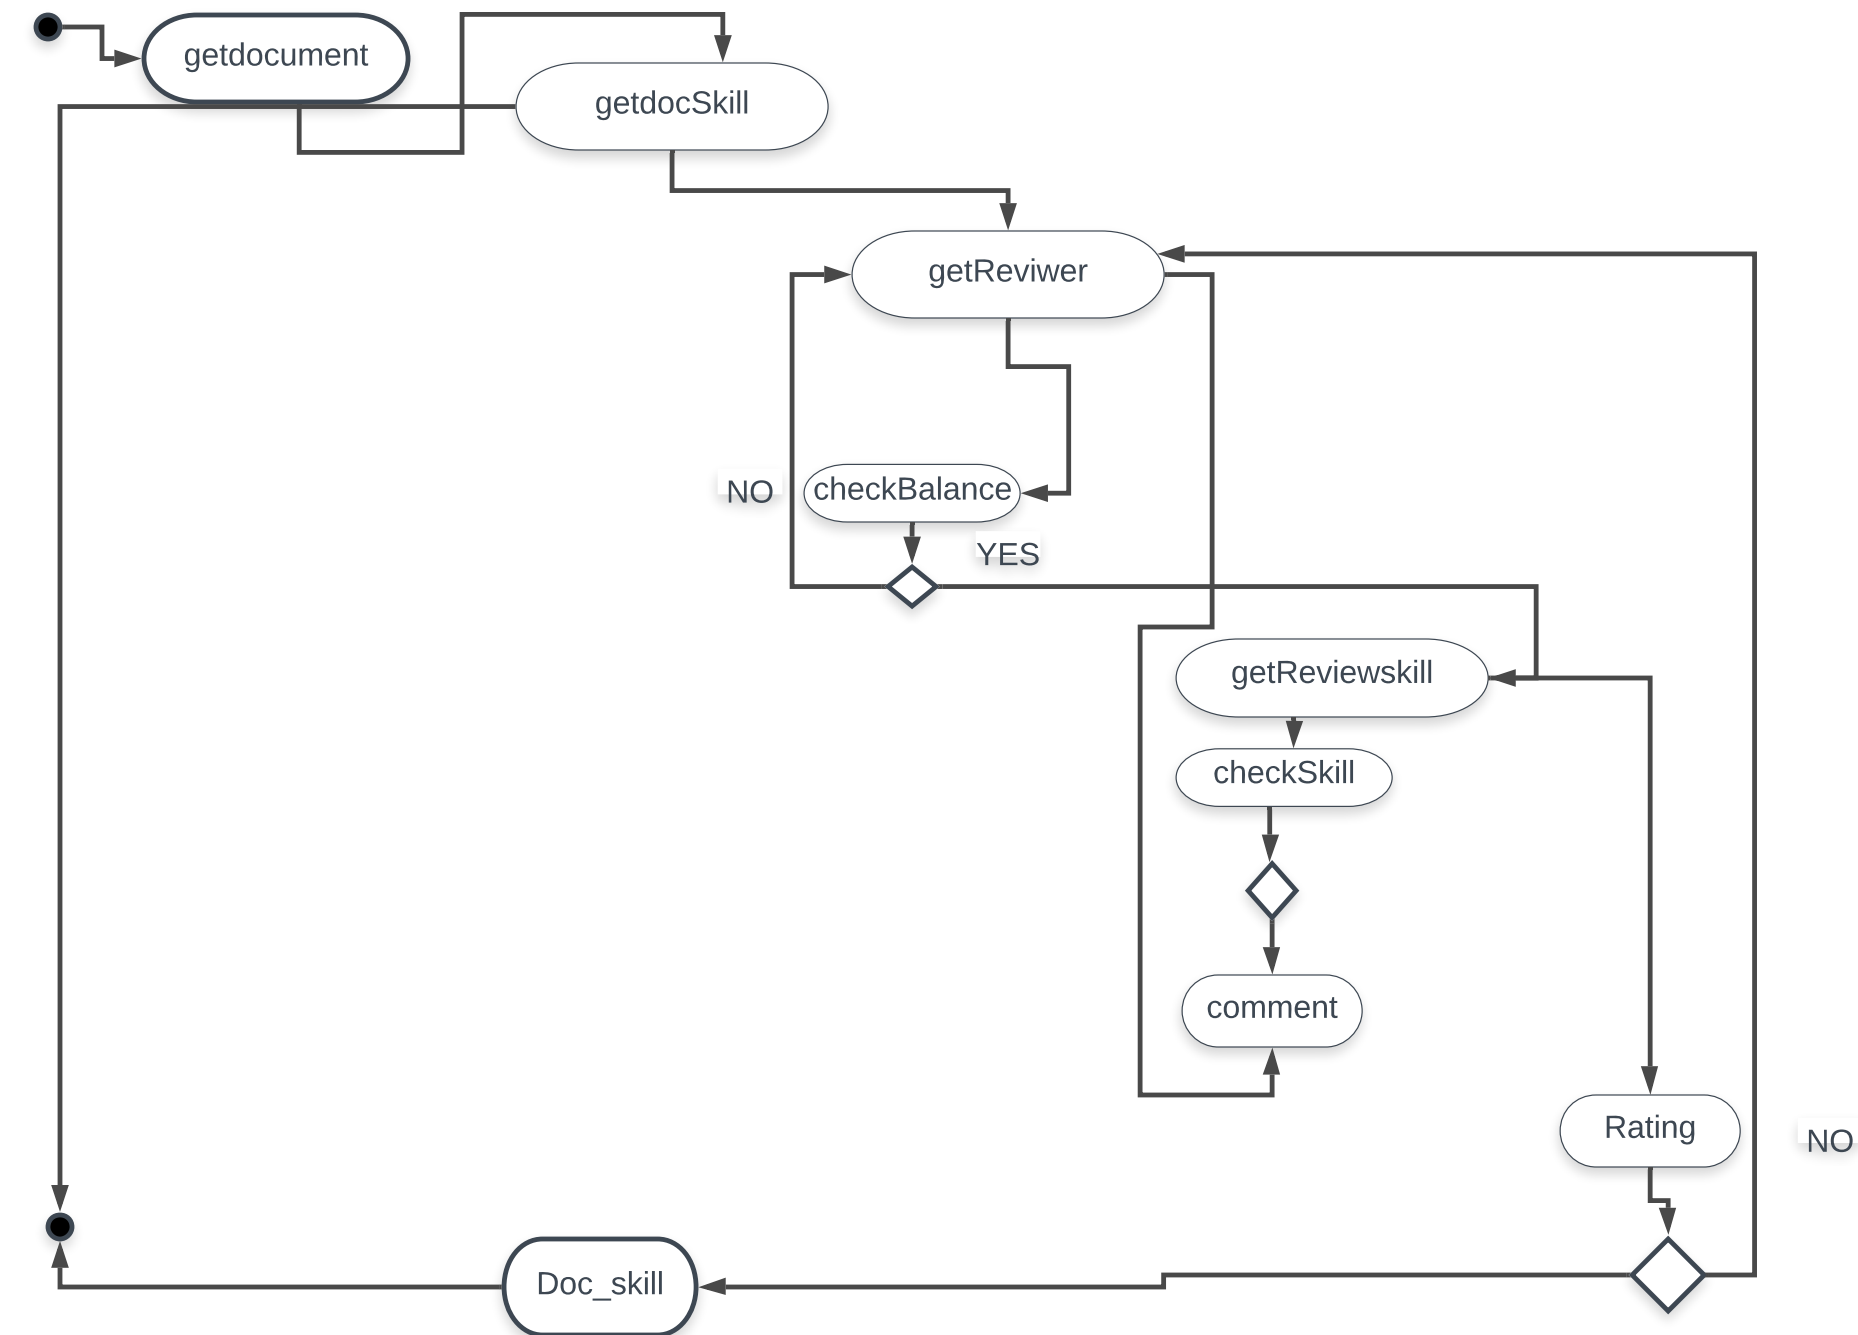 getdocument
getdocSkill
getReviwer
NO
checkBalance
YES
getReviewskill
checkSkill
comment
Rating
NO
Doc_skill